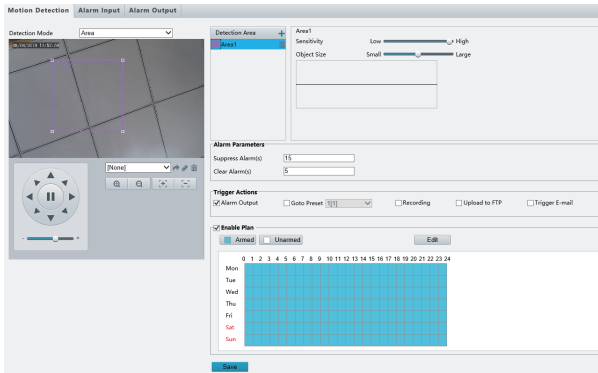 Motion Detection Alarm Input Alarm Output
Detection Mode Area
Detection Area +
Area1
Area1
Sensitivity Low High
Object Size Small Large
[None]
- +
Alarm Parameters
Suppress Alarm(s) 15
Clear Alarm(s) 5
Trigger Actions
Alarm Output Goto Preset 1[1] Recording Upload to FTP Trigger E-mail
Enable Plan
Armed Unarmed Edit
0 1 2 3 4 5 6 7 8 9 10 11 12 13 14 15 16 17 18 19 20 21 22 23 24
Mon
Tue
Wed
Thu
Fri
Sat
Sun
Save